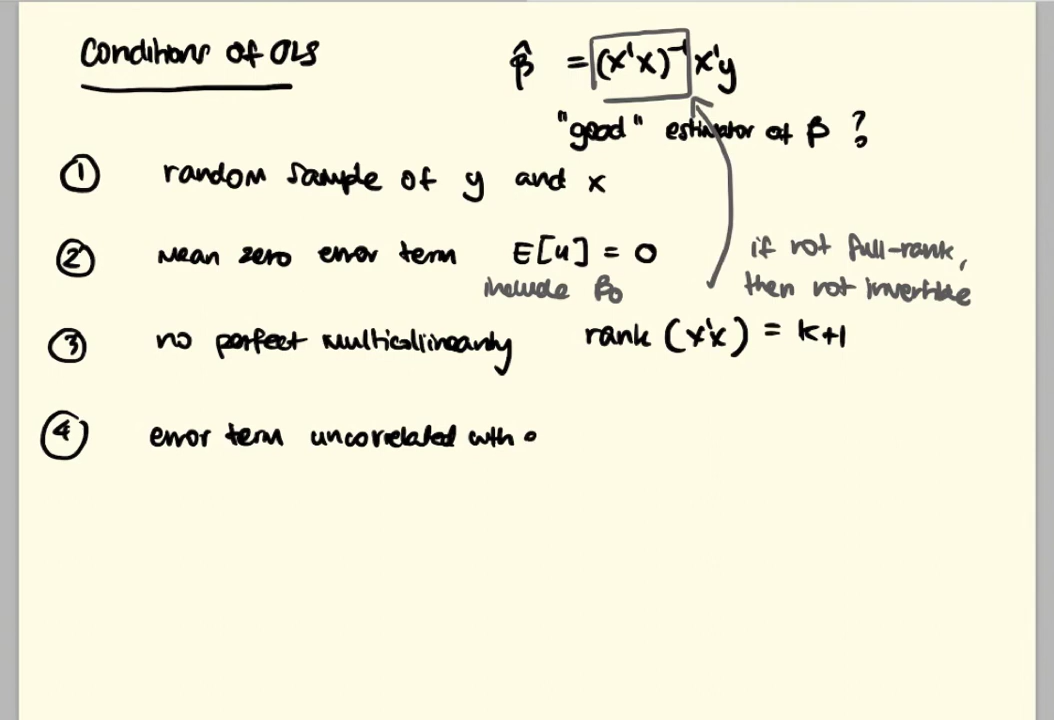 Conditions of OLS
β̂ = (x'x)⁻¹ x'y
"good" estimator of β ?
① random sample of y and x
② mean zero error term E[u] = 0
include β₀
if not full-rank,
then not invertible
③ no perfect multicollinearity rank (x'x) = k+1
④ error term uncorrelated with